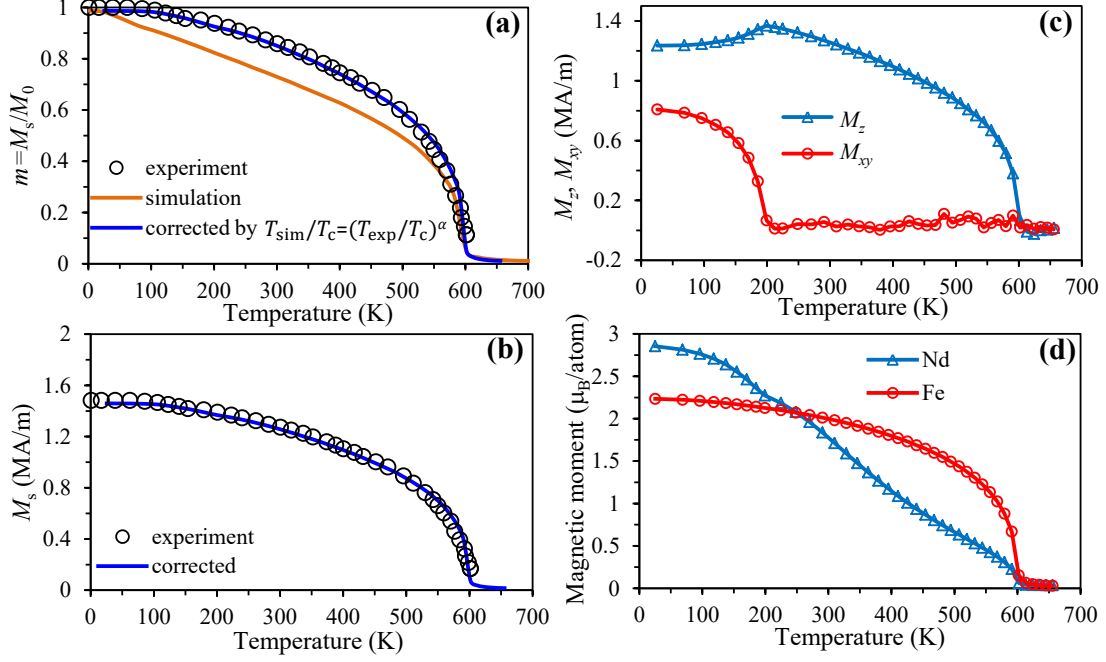 (a)
1
0.8
0.6
0.4
0.2
0
m=Ms/M0
experiment
simulation
corrected by Tsim/Tc=(Texp/TC)α
0 100 200 300 400 500 600 700
Temperature (K)
(c)
1.8
1.4
1
0.6
0.2
-0.2
Mz, Mxy (MA/m)
Mz
Mxy
0 100 200 300 400 500 600 700
Temperature (K)
(b)
2
1.6
1.2
0.8
0.4
0
Ms (MA/m)
experiment
corrected
0 100 200 300 400 500 600 700
Temperature (K)
(d)
3
2.5
2
1.5
1
0.5
0
Magnetic moment (μB/atom)
Nd
Fe
0 100 200 300 400 500 600 700
Temperature (K)